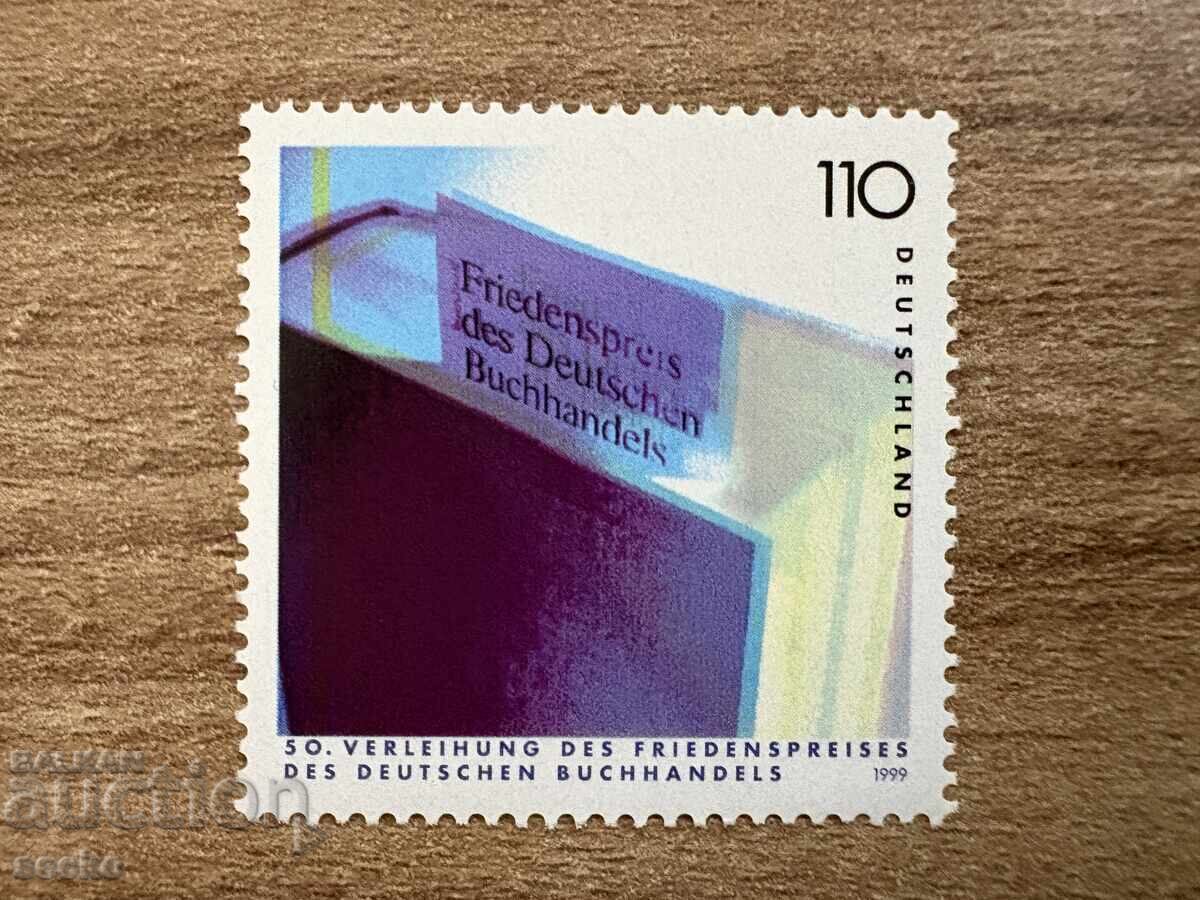 110
DEUTSCHLAND
Friedenspreis
des Deutschen
Buchhandels
50. VERLEIHUNG DES FRIEDENSPREISES
DES DEUTSCHEN BUCHHANDELS 1999
BALKAN
auction
secko